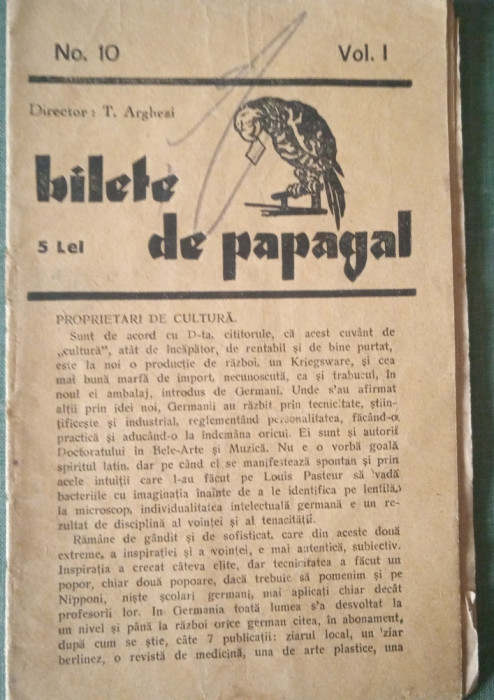 No. 10 Vol. I
Director : T. Arghezi
bilete
5 Lei de papagal
PROPRIETARI DE CULTURĂ.
Sunt de acord cu D-ta, cititorule, că acest cuvânt de
„cultură", atât de încăpător, de rentabil și de bine purtat,
este la noi o producție de război, un Kriegsware, și cea
mai bună marfă de import, necunoscută, ca și trabucul, în
noul ei ambalaj, introdus de Germani. Unde s'au afirmat
alții prin idei noi, Germanii au răzbit prin tecnicitate, știin-
țificește și industrial, reglementând personalitatea, făcând-o
practică și aducând-o la îndemâna oricui. Ei sunt și autorii
Doctoratului în Bele-Arte și Muzică. Nu e o vorbă goală
spiritul latin, dar pe când el se manifestează spontan și prin
acele intuiții care l-au făcut pe Louis Pasteur să vadă
bacteriile cu imaginația înainte de a le identifica pe lentilă,
la microscop, individualitatea intelectuală germană e un re-
zultat de disciplină al voinței și al tenacității.
Rămâne de gândit și de sofisticat, care din aceste două
extreme, a inspirației și a voinței, e mai autentică, subiectiv.
Inspirația a creeat câteva elite, dar tecnicitatea a făcut un
popor, chiar două popoare, dacă trebuie să pomenim și pe
Nipponi, niște școlari germani, mai aplicați chiar decât
profesorii lor. În Germania toată lumea s'a desvoltat la
un nivel și până la război orice german citea, în abonament,
după cum se știe, câte 7 publicații: ziarul local, un ziar
berlinez, o revistă de medicină, una de arte plastice, una